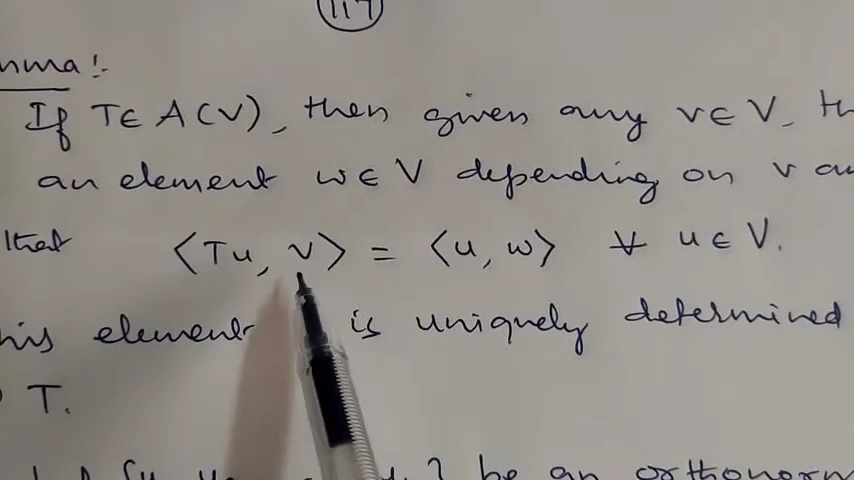 117
mma :-
If T ∈ A(V), then given any v ∈ V, th
an element w ∈ V depending on v an
that ⟨Tu, v⟩ = ⟨u, w⟩ ∀ u ∈ V.
his element is uniquely determined
T.
be an orthonorm